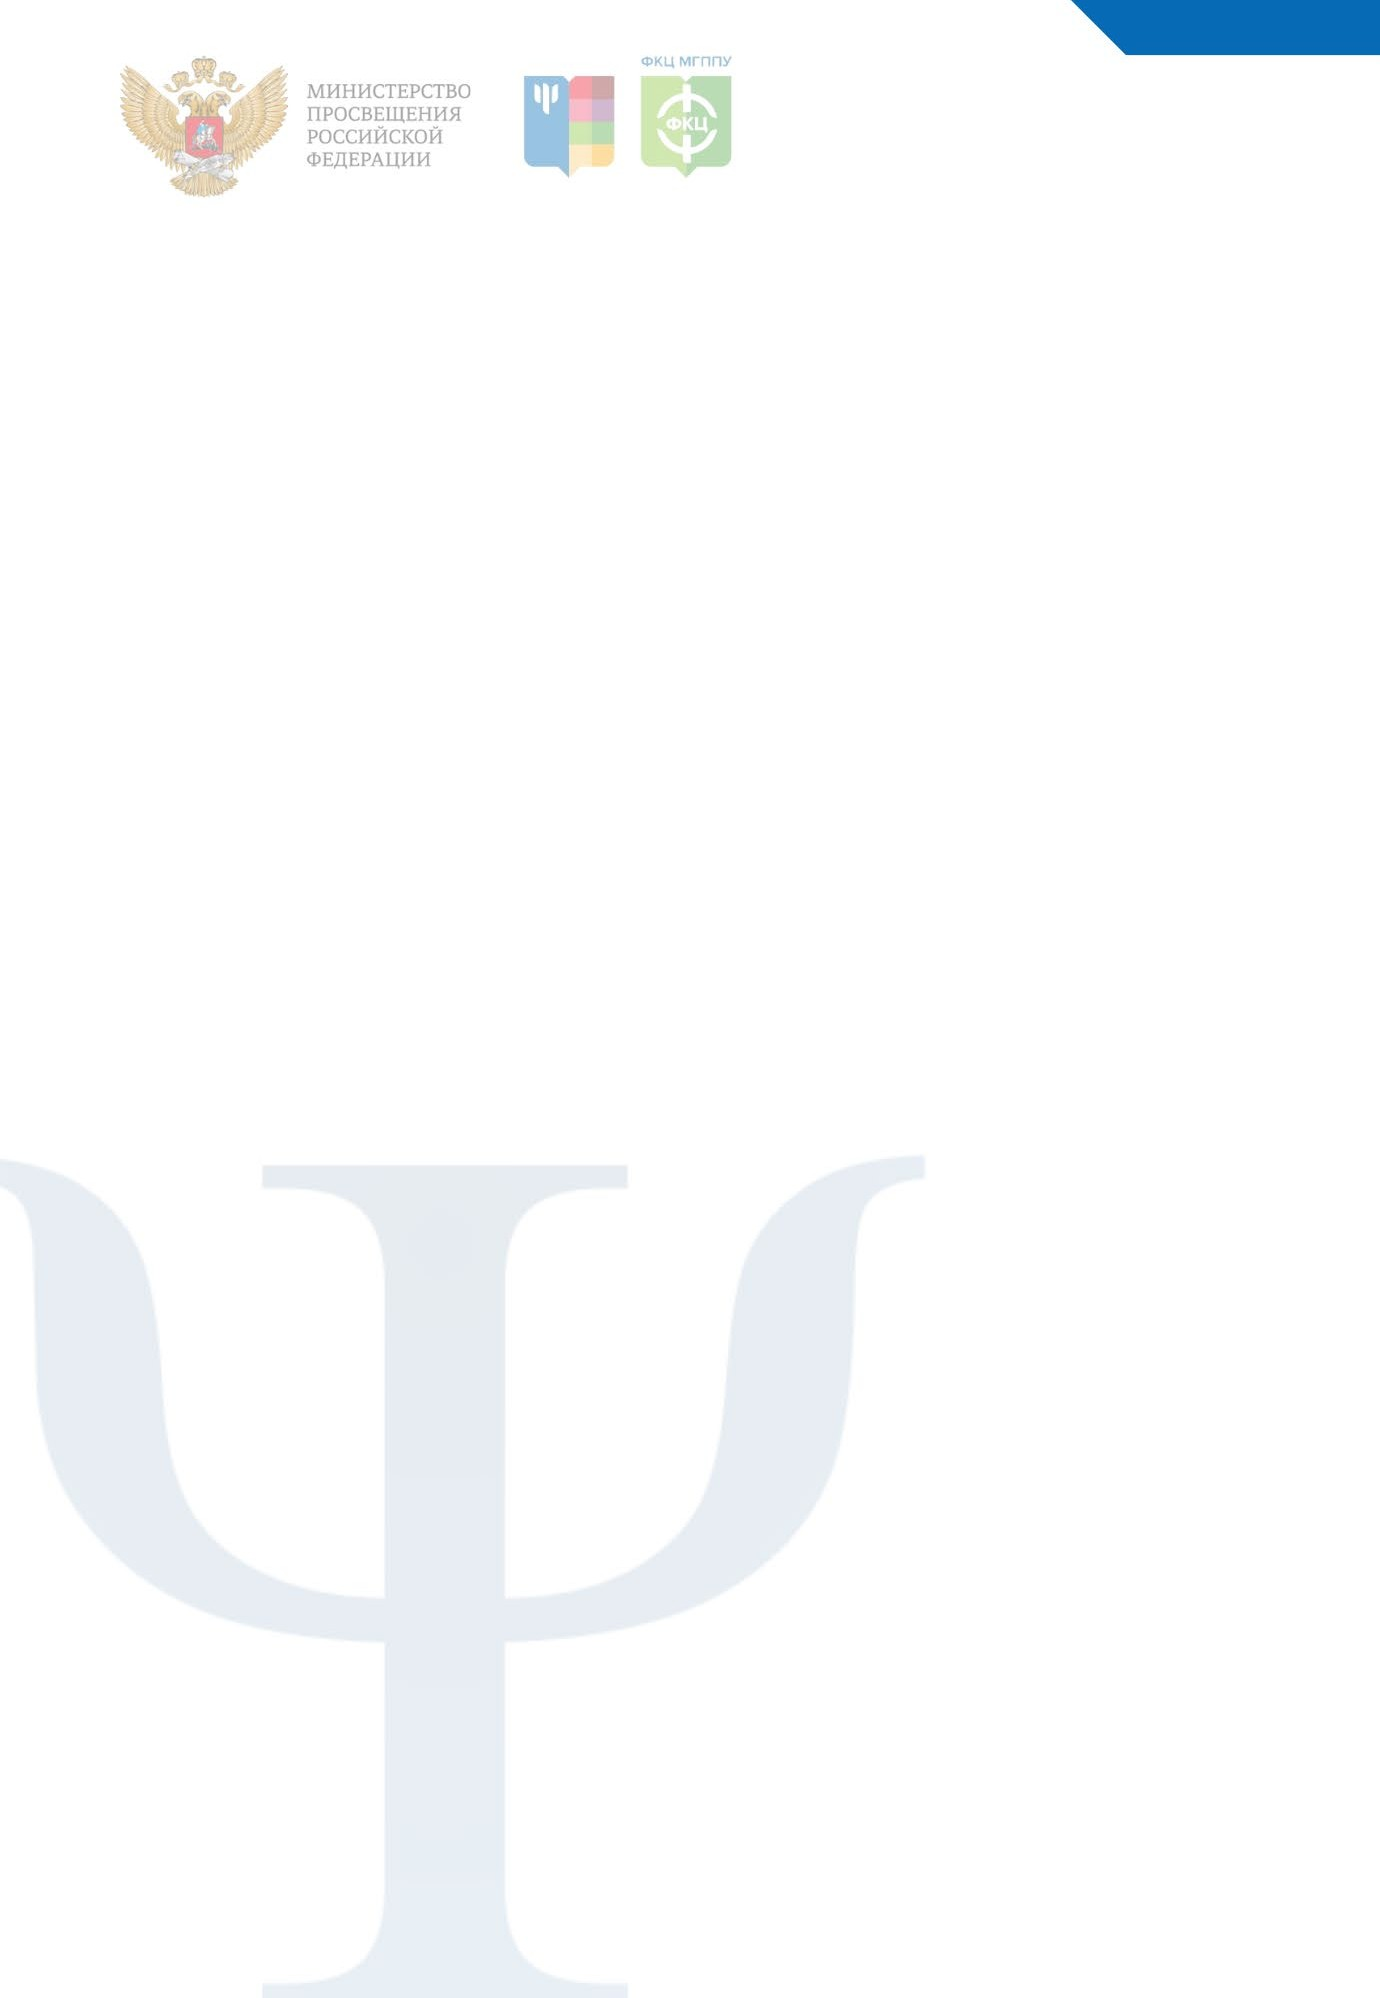 МИНИСТЕРСТВО
ПРОСВЕЩЕНИЯ
РОССИЙСКОЙ
ФЕДЕРАЦИИ
ФКЦ МГППУ
ФКЦ
Ψ